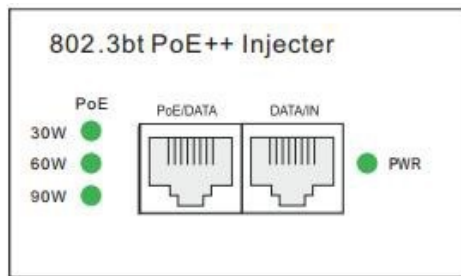 802.3bt PoE++ Injecter
PoE
PoE/DATA
DATA/IN
30W
60W
PWR
90W